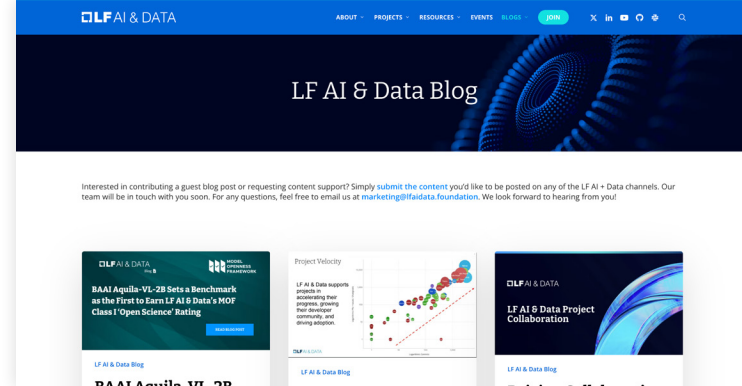 LF AI & DATA
ABOUT PROJECTS RESOURCES EVENTS BLOGS JOIN
LF AI & Data Blog
Interested in contributing a guest blog post or requesting content support? Simply submit the content you'd like to be posted on any of the LF AI + Data channels. Our
team will be in touch with you soon. For any questions, feel free to email us at marketing@lfaidata.foundation. We look forward to hearing from you!
LF AI & DATA
Blog
MODEL
OPENNESS
FRAMEWORK
BAAI Aquila-VL-2B Sets a Benchmark
as the First to Earn LF AI & Data's MOF
Class I 'Open Science' Rating
READ BLOG POST
LF AI & Data Blog
BAAI Aquila-VL-2B
Project Velocity
LF AI & Data supports
projects in
accelerating their
progress, growing
their developer
community, and
driving adoption.
LF AI & DATA
LF AI & Data Blog
LF AI & DATA
LF AI & Data Project
Collaboration
LF AI & Data Blog